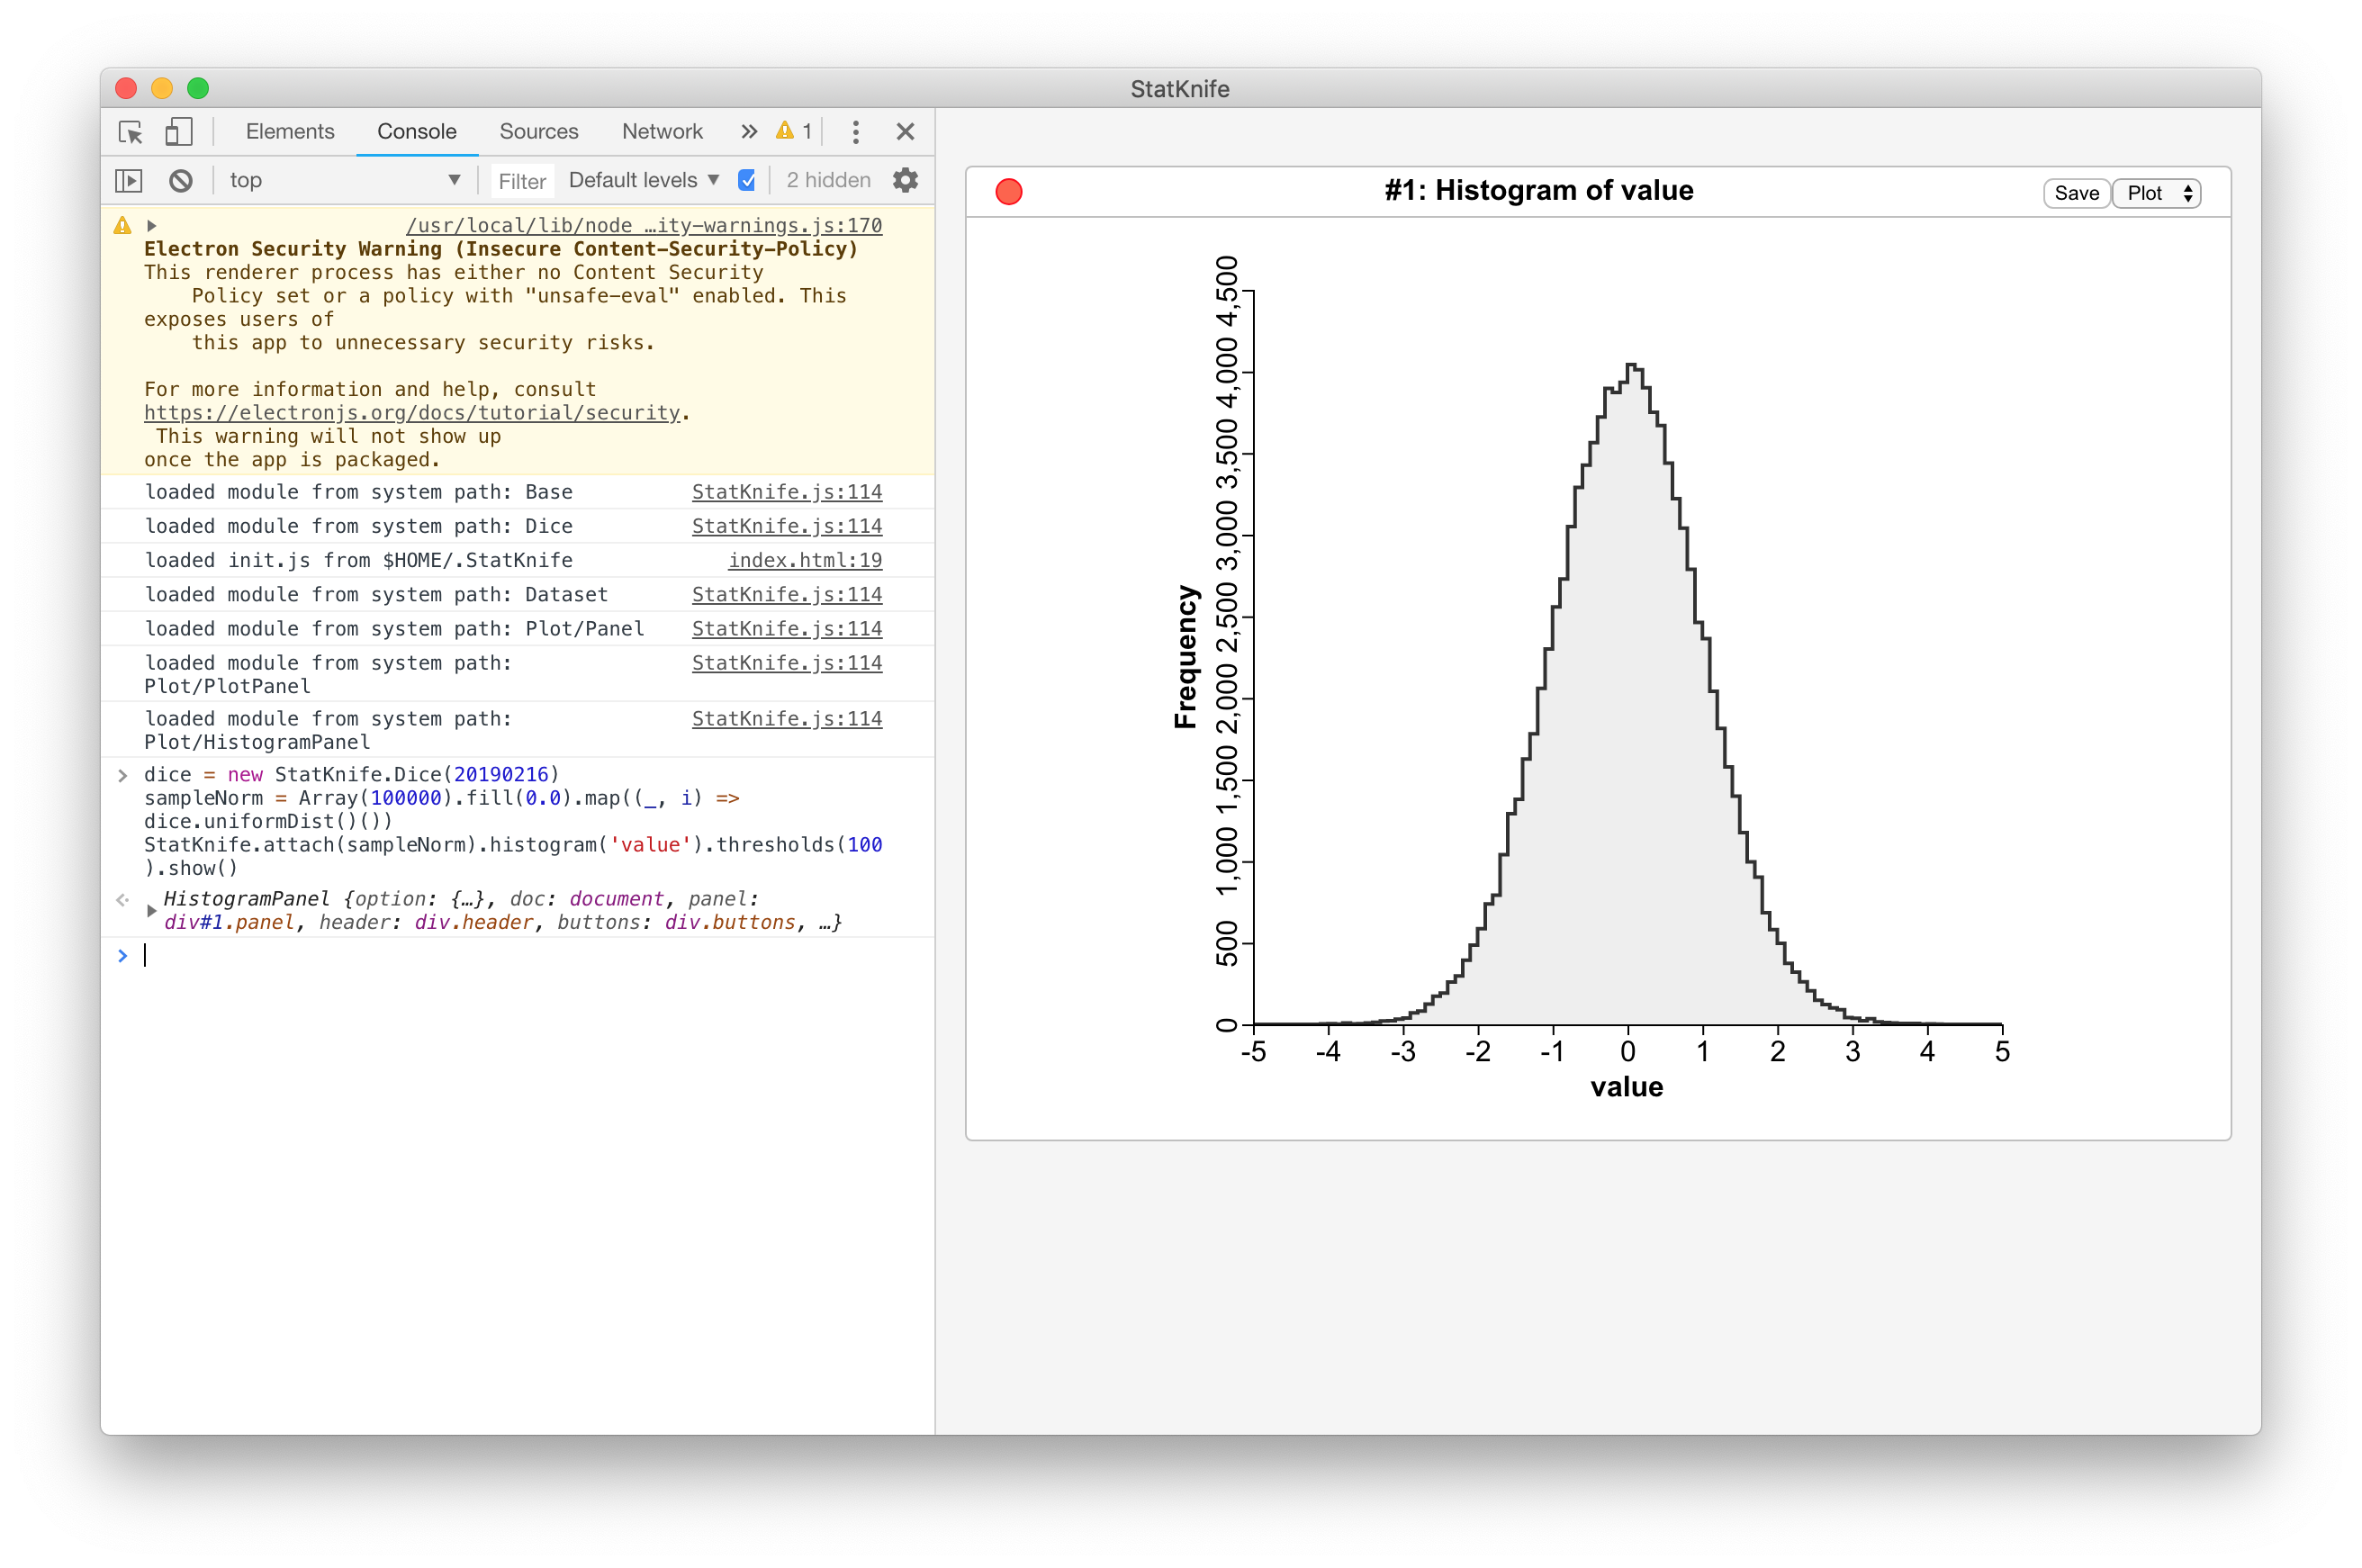 StatKnife
Elements Console Sources Network » 1
top Filter Default levels 2 hidden
/usr/local/lib/node …ity-warnings.js:170
Electron Security Warning (Insecure Content-Security-Policy)
This renderer process has either no Content Security
Policy set or a policy with "unsafe-eval" enabled. This
exposes users of
this app to unnecessary security risks.
For more information and help, consult
https://electronjs.org/docs/tutorial/security.
This warning will not show up
once the app is packaged.
loaded module from system path: Base StatKnife.js:114
loaded module from system path: Dice StatKnife.js:114
loaded init.js from $HOME/.StatKnife index.html:19
loaded module from system path: Dataset StatKnife.js:114
loaded module from system path: Plot/Panel StatKnife.js:114
loaded module from system path: StatKnife.js:114
Plot/PlotPanel
loaded module from system path: StatKnife.js:114
Plot/HistogramPanel
> dice = new StatKnife.Dice(20190216)
sampleNorm = Array(100000).fill(0.0).map((_, i) =>
dice.uniformDist()())
StatKnife.attach(sampleNorm).histogram('value').thresholds(100
).show()
HistogramPanel {option: {…}, doc: document, panel:
div#1.panel, header: div.header, buttons: div.buttons, …}
>
#1: Histogram of value
Save Plot
Frequency
4,500
4,000
3,500
3,000
2,500
2,000
1,500
1,000
500
0
-5 -4 -3 -2 -1 0 1 2 3 4 5
value